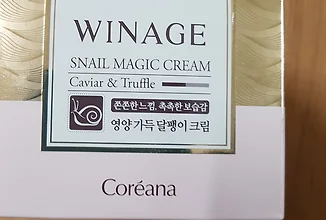 WINAGE
SNAIL MAGIC CREAM
Caviar & Truffle
쫀쫀한 느낌, 촉촉한 보습감
영양 가득 달팽이 크림
Coréana